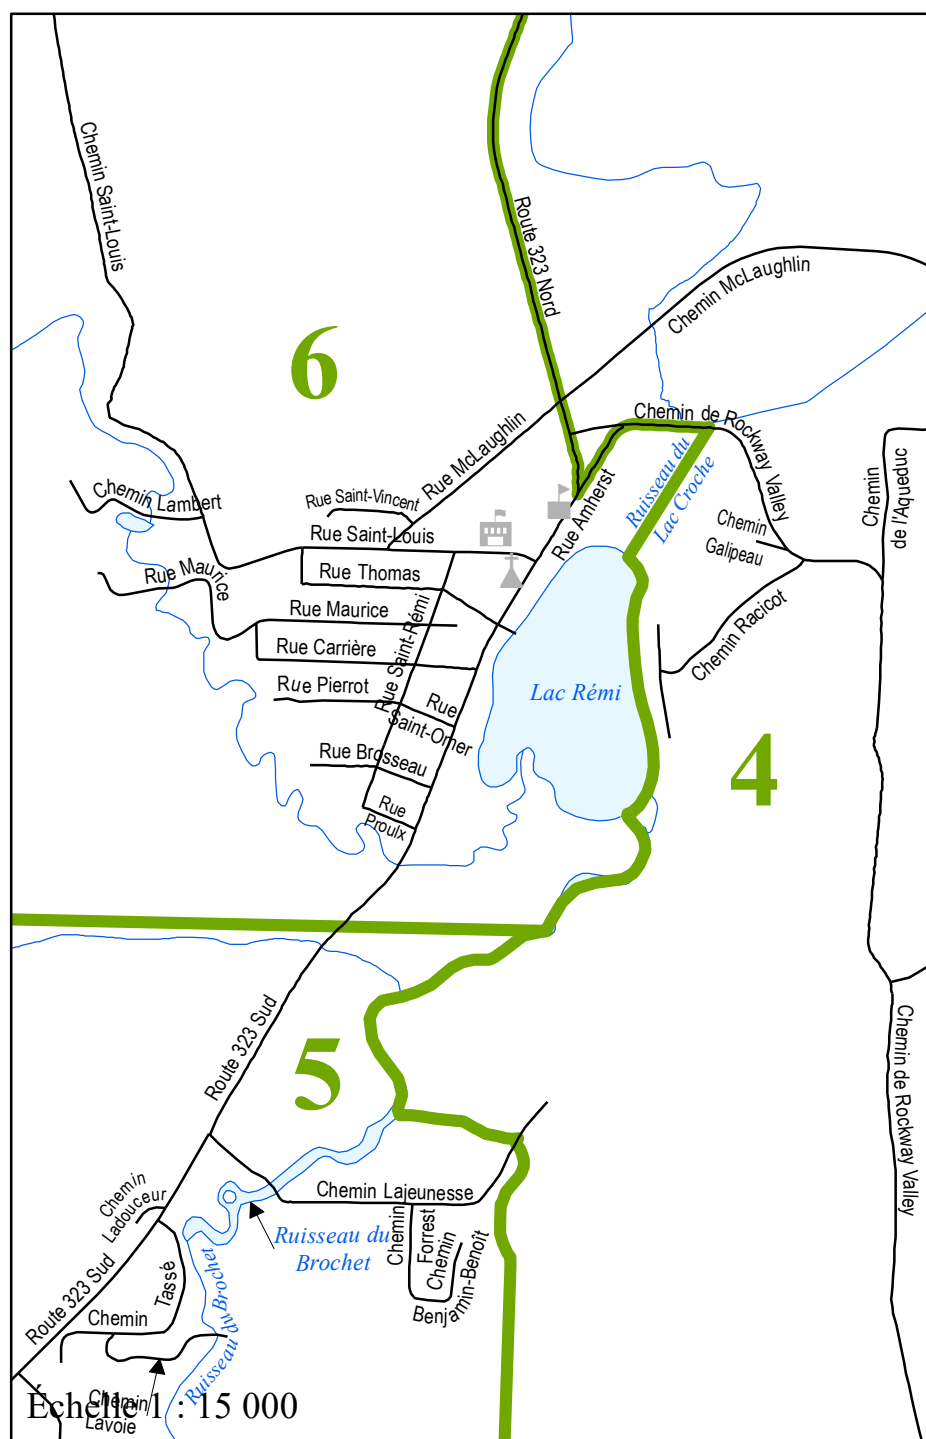 Chemin Saint-Louis
Route 323 Nord
Chemin McLaughlin
6
Chemin de Rockway Valley
Rue McLaughlin
Ruisseau du
Lac Croche
Chemin
de l'Aqueduc
Chemin Lambert
Rue Saint-Vincent
Rue Amherst
Chemin
Galipeau
Rue Saint-Louis
Rue Maurice
Rue Thomas
Rue Maurice
Rue Saint-Rémi
Chemin Racicot
Rue Carrière
Rue Pierrot
Lac Rémi
Rue
Saint-Omer
Rue Brosseau
4
Rue
Proulx
Route 323 Sud
5
Chemin de Rockway Valley
Chemin
Ladouceur
Chemin Lajeunesse
Ruisseau du
Brochet
Chemin
Forrest
Chemin
Benjamin-Benoît
Route 323 Sud
Chemin
Tassé
Ruisseau du Brochet
Chemin
Lavoie
Échelle 1 : 15 000